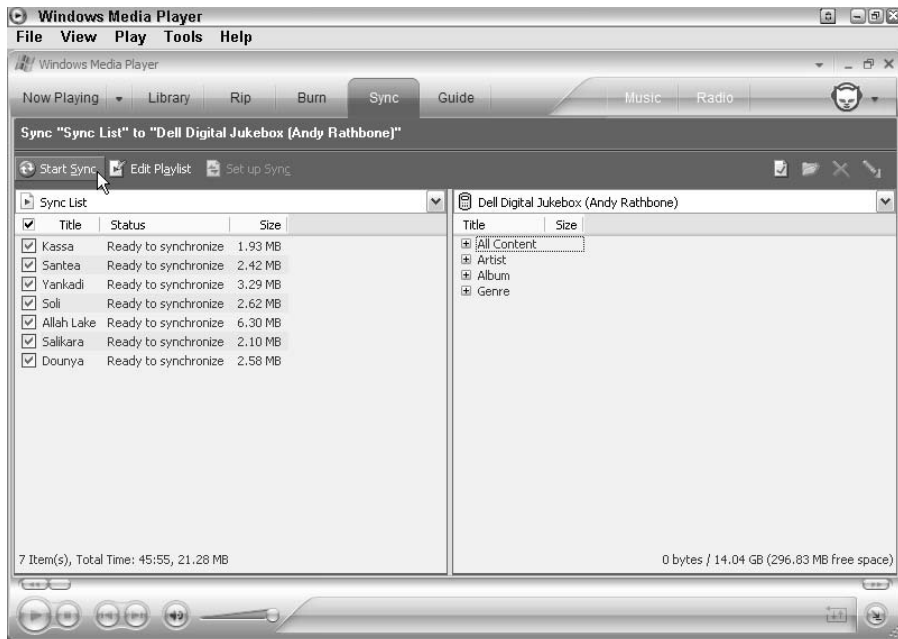 Windows Media Player
File View Play Tools Help
Windows Media Player
Now Playing Library Rip Burn Sync Guide Music Radio
Sync "Sync List" to "Dell Digital Jukebox (Andy Rathbone)"
Start Sync Edit Playlist Set up Sync
Sync List
Title Status Size
Kassa Ready to synchronize 1.93 MB
Santea Ready to synchronize 2.42 MB
Yankadi Ready to synchronize 3.29 MB
Soli Ready to synchronize 2.62 MB
Allah Lake Ready to synchronize 6.30 MB
Salikara Ready to synchronize 2.10 MB
Dounya Ready to synchronize 2.58 MB
7 Item(s), Total Time: 45:55, 21.28 MB
Dell Digital Jukebox (Andy Rathbone)
Title Size
All Content
Artist
Album
Genre
0 bytes / 14.04 GB (296.83 MB free space)